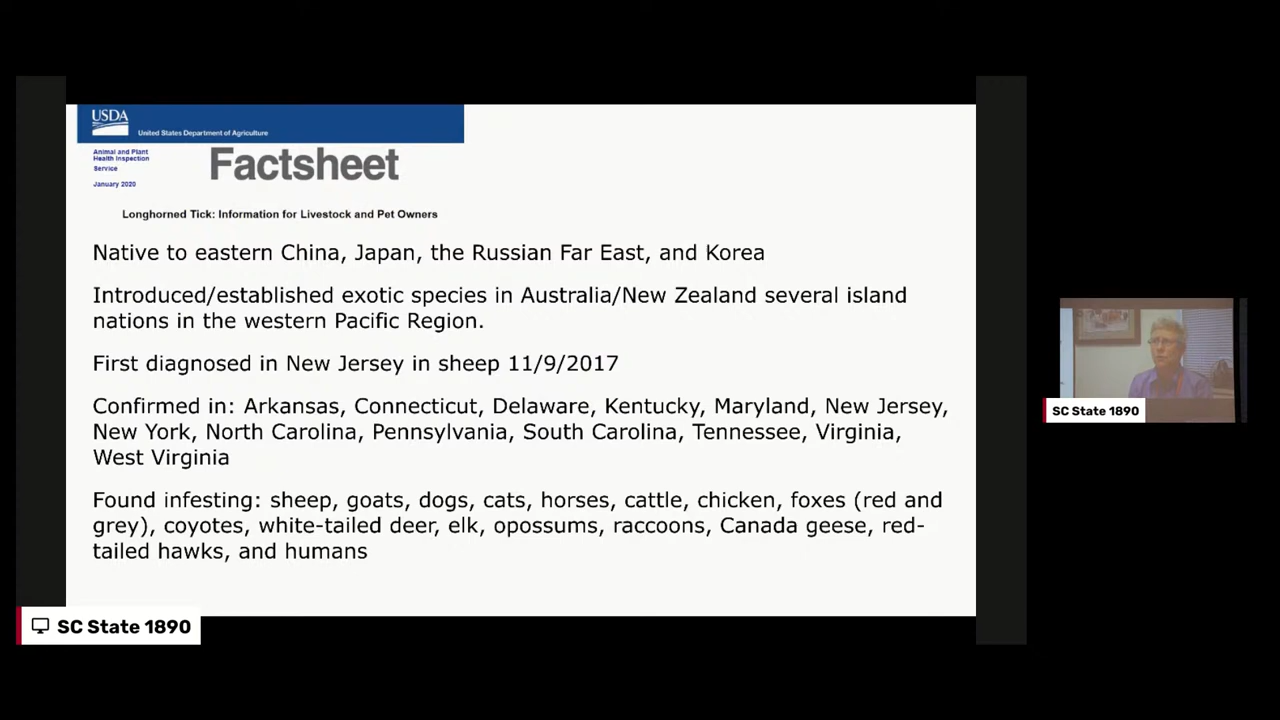 USDA
United States Department of Agriculture
Animal and Plant
Health Inspection
Service
January 2020
Factsheet
Longhorned Tick: Information for Livestock and Pet Owners
Native to eastern China, Japan, the Russian Far East, and Korea
Introduced/established exotic species in Australia/New Zealand several island
nations in the western Pacific Region.
First diagnosed in New Jersey in sheep 11/9/2017
Confirmed in: Arkansas, Connecticut, Delaware, Kentucky, Maryland, New Jersey,
New York, North Carolina, Pennsylvania, South Carolina, Tennessee, Virginia,
West Virginia
Found infesting: sheep, goats, dogs, cats, horses, cattle, chicken, foxes (red and
grey), coyotes, white-tailed deer, elk, opossums, raccoons, Canada geese, red-
tailed hawks, and humans
SC State 1890
SC State 1890